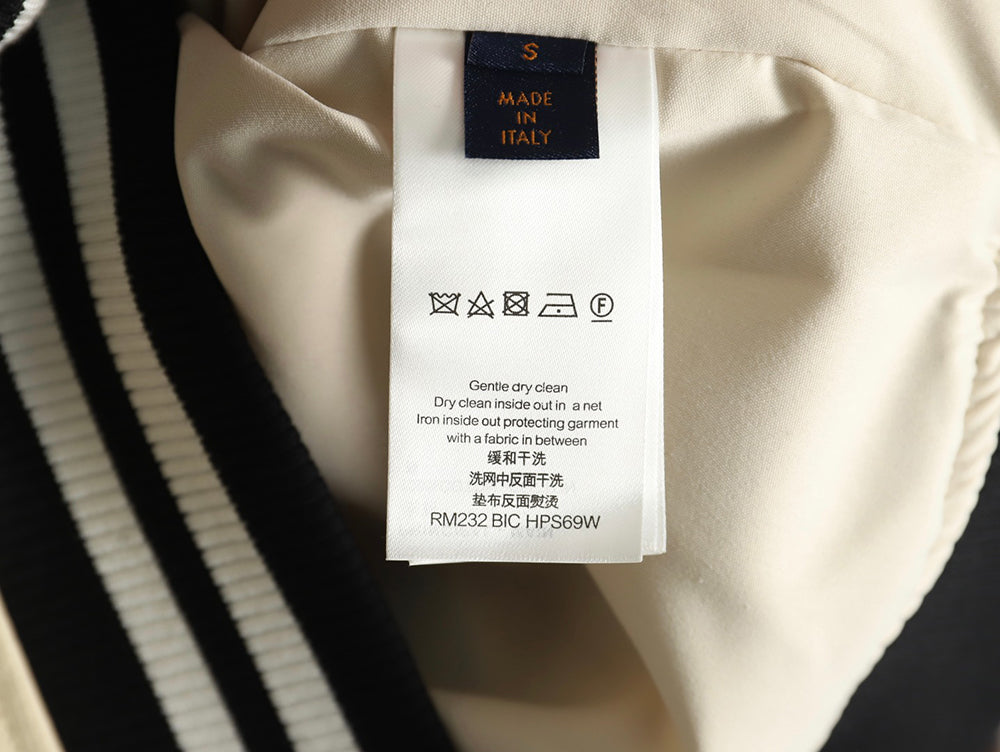 S
MADE
IN
ITALY
F
Gentle dry clean
Dry clean inside out in a net
Iron inside out protecting garment
with a fabric in between
缓和干洗
洗网中反面干洗
垫布反面熨烫
RM232 BIC HPS69W